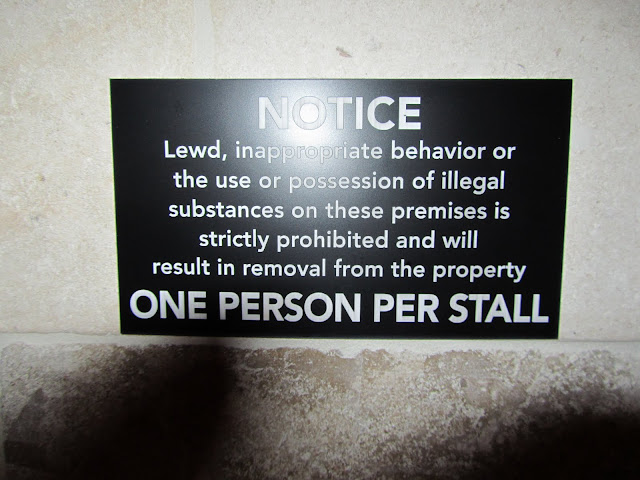 NOTICE
Lewd, inappropriate behavior or
the use or possession of illegal
substances on these premises is
strictly prohibited and will
result in removal from the property
ONE PERSON PER STALL